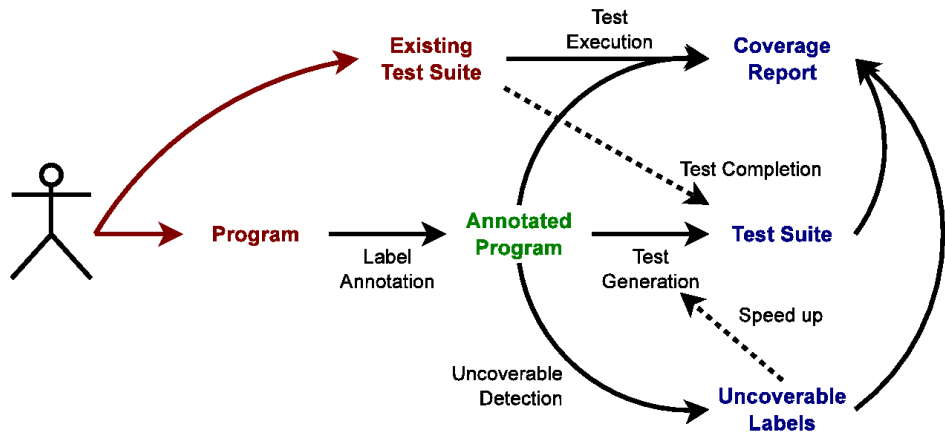 Test
Execution
Existing
Test Suite
Coverage
Report
Test Completion
Program
Annotated
Program
Test Suite
Label
Annotation
Test
Generation
Speed up
Uncoverable
Detection
Uncoverable
Labels